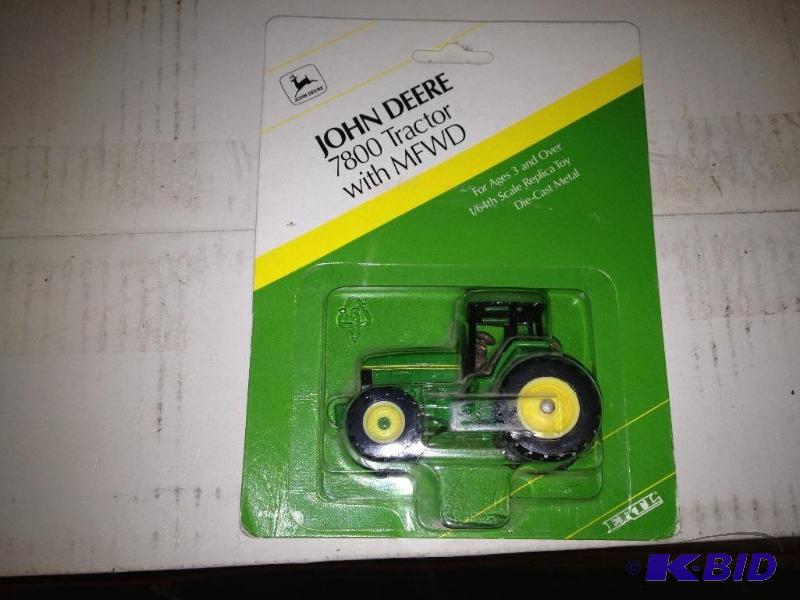 JOHN DEERE
JOHN DEERE
7800 Tractor
with MFWD
For Ages 3 and Over
1/64th Scale Replica Toy
Die-Cast Metal
ERTL
© K-BID